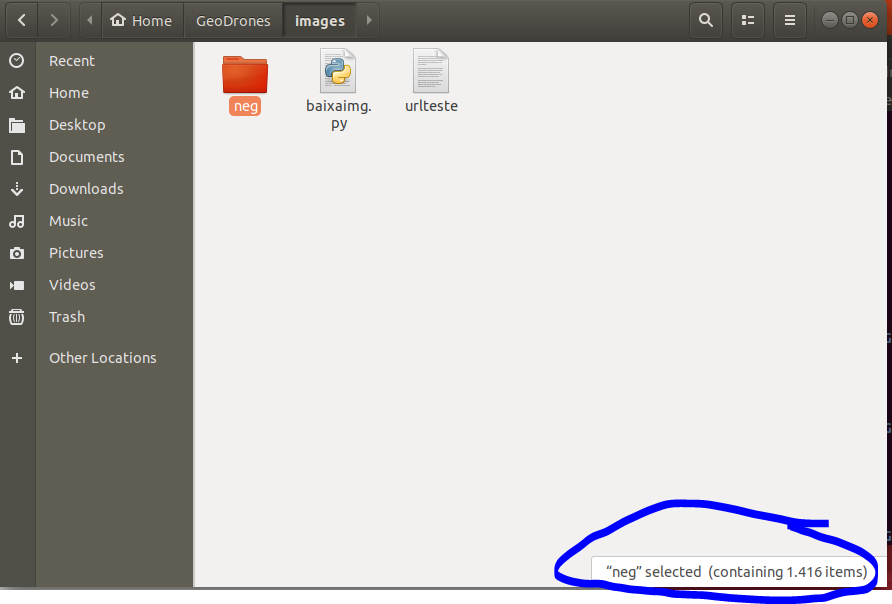 Home GeoDrones images
Recent
Home
Desktop
Documents
Downloads
Music
Pictures
Videos
Trash
Other Locations
neg
baixaimg.
py
urlteste
“neg” selected (containing 1.416 items)